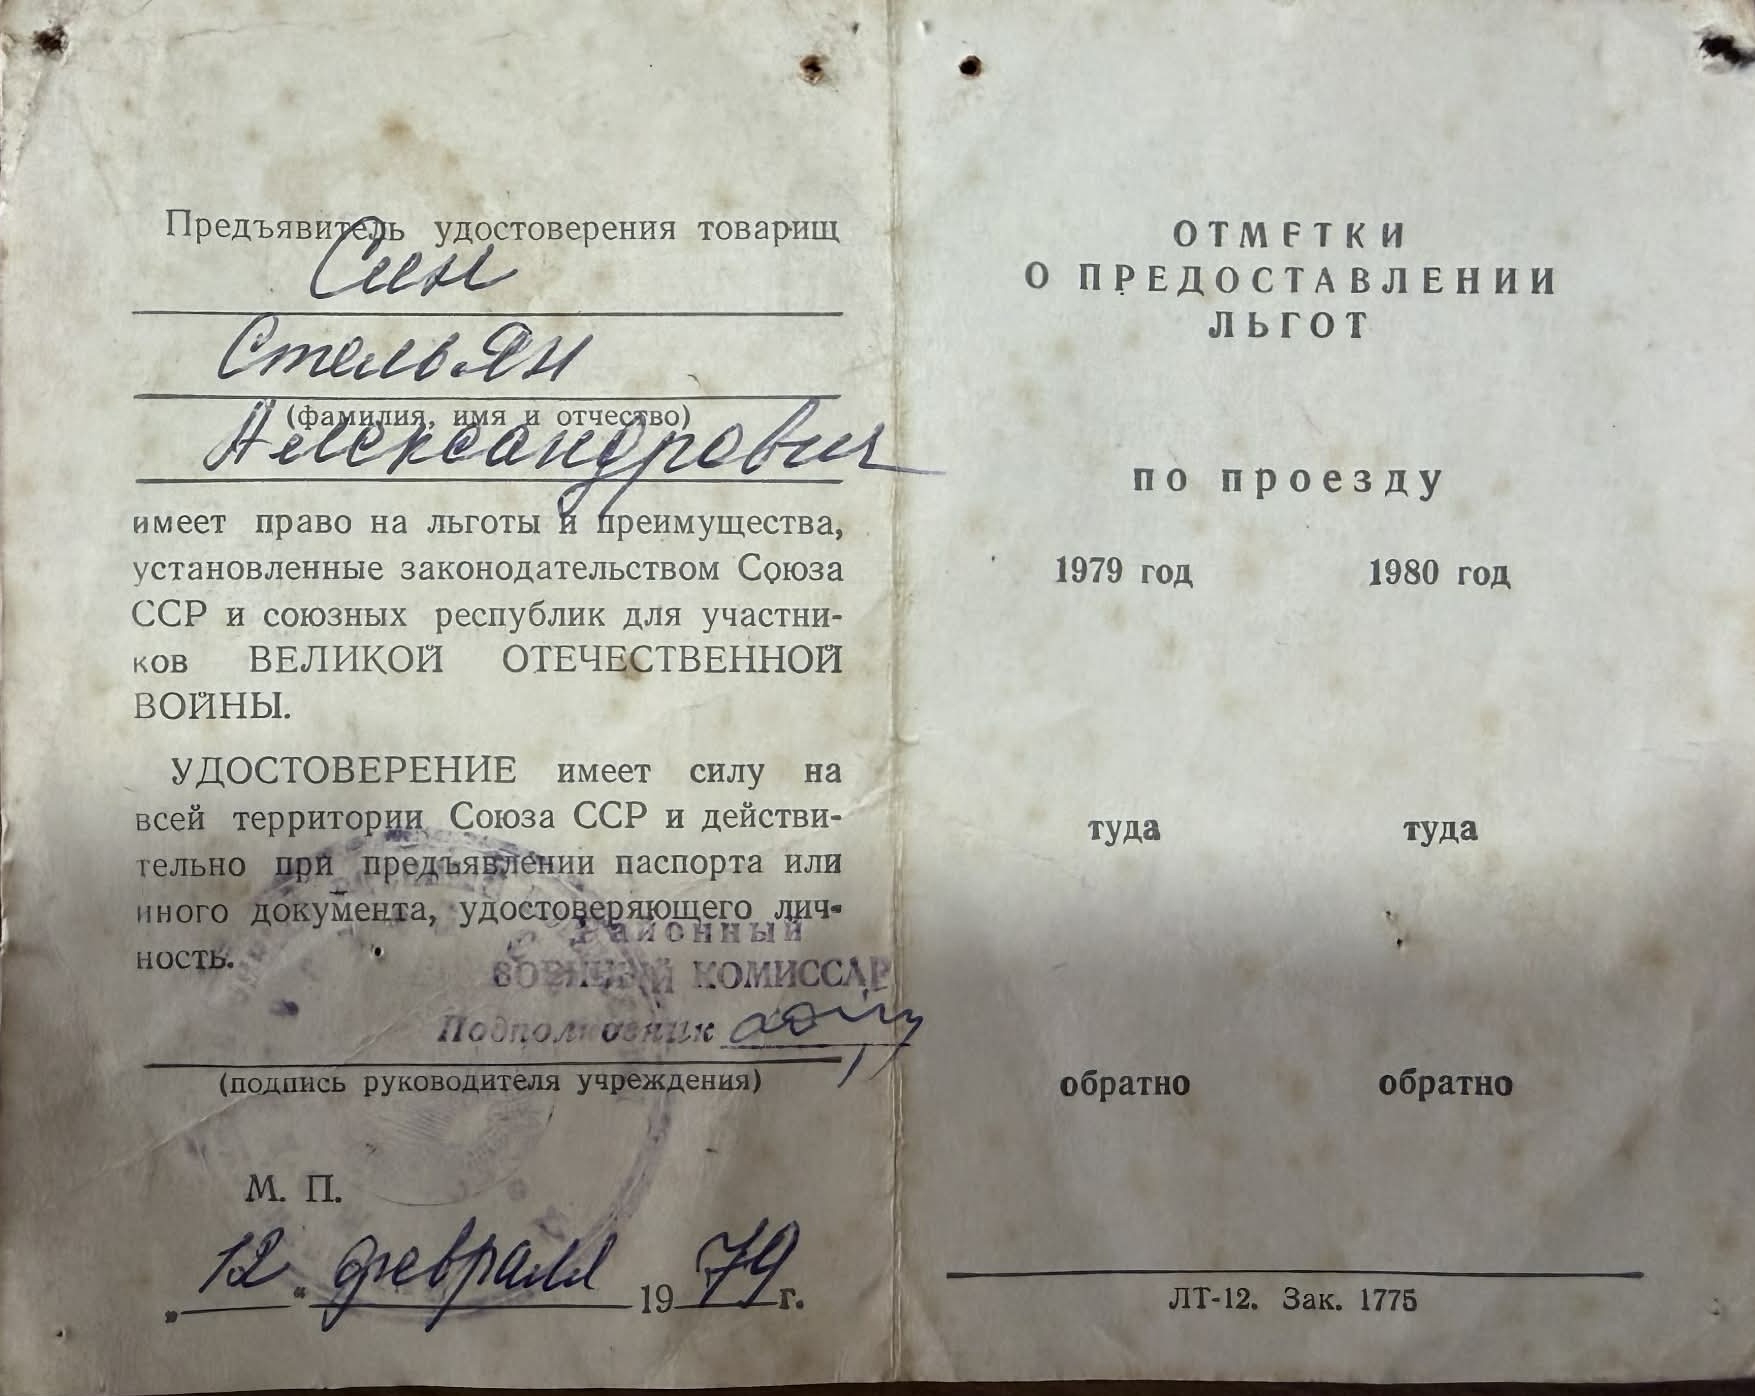 Предъявитель удостоверения товарищ
Син
Стельян
(фамилия, имя и отчество)
Александрович
имеет право на льготы и преимущества,
установленные законодательством Союза
ССР и союзных республик для участни-
ков ВЕЛИКОЙ ОТЕЧЕСТВЕННОЙ
ВОЙНЫ.
УДОСТОВЕРЕНИЕ имеет силу на
всей территории Союза ССР и действи-
тельно при предъявлении паспорта или
иного документа, удостоверяющего лич-
ность.
Районный
ВОЕННЫЙ КОМИССАР
Подполковник
(подпись руководителя учреждения)
М. П.
„12“ февраля 1979 г.
ОТМЕТКИ
О ПРЕДОСТАВЛЕНИИ
ЛЬГОТ
по проезду
1979 год 1980 год
туда туда
обратно обратно
ЛТ-12. Зак. 1775